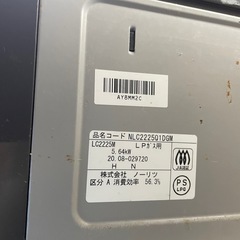 AY8MM2C
品名コード NLC2225Q1DGM
LC2225M LPガス用
5.64kW
20.08-029720
H N
株式会社 ノーリツ
区分 A 消費効率 56.3%
PS
LPG